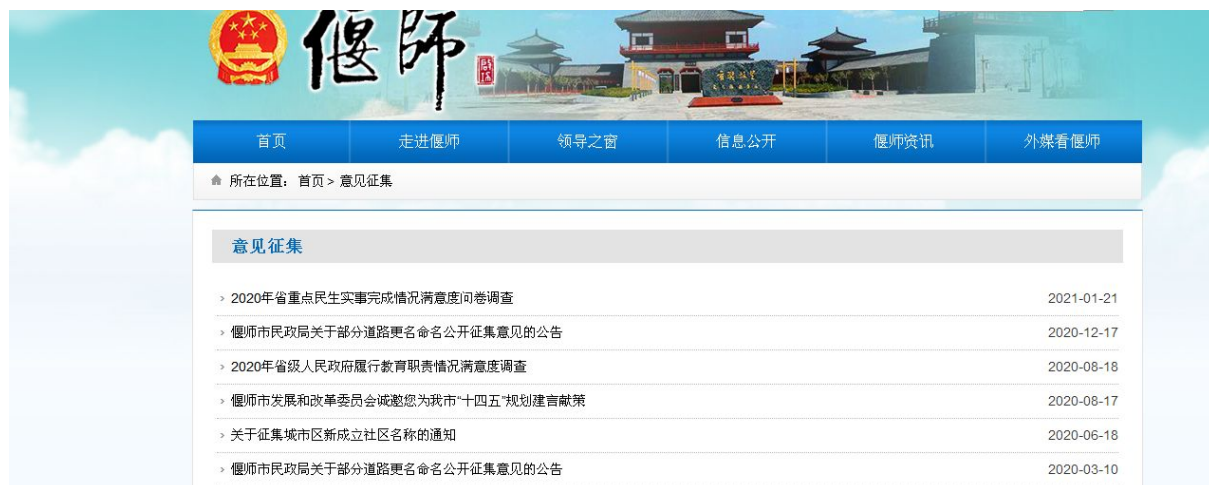 偃师
首页 走进偃师 领导之窗 信息公开 偃师资讯 外媒看偃师
所在位置：首页 > 意见征集
意见征集
› 2020年省重点民生实事完成情况满意度问卷调查 2021-01-21
› 偃师市民政局关于部分道路更名命名公开征集意见的公告 2020-12-17
› 2020年省级人民政府履行教育职责情况满意度调查 2020-08-18
› 偃师市发展和改革委员会诚邀您为我市“十四五”规划建言献策 2020-08-17
› 关于征集城市区新成立社区名称的通知 2020-06-18
› 偃师市民政局关于部分道路更名命名公开征集意见的公告 2020-03-10